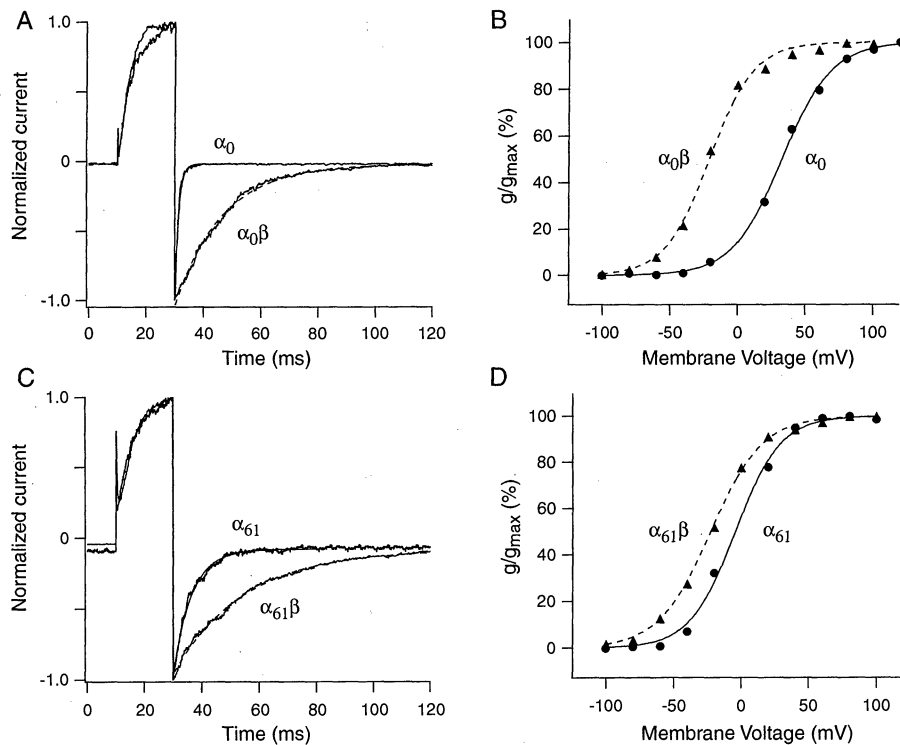 A
Normalized current
1.0
0
-1.0
α0
α0β
0 20 40 60 80 100 120
Time (ms)
B
g/gmax (%)
100
80
60
40
20
0
α0β
α0
-100 -50 0 50 100
Membrane Voltage (mV)
C
Normalized current
1.0
0
-1.0
α61
α61β
0 20 40 60 80 100 120
Time (ms)
D
g/gmax (%)
100
80
60
40
20
0
α61β
α61
-100 -50 0 50 100
Membrane Voltage (mV)